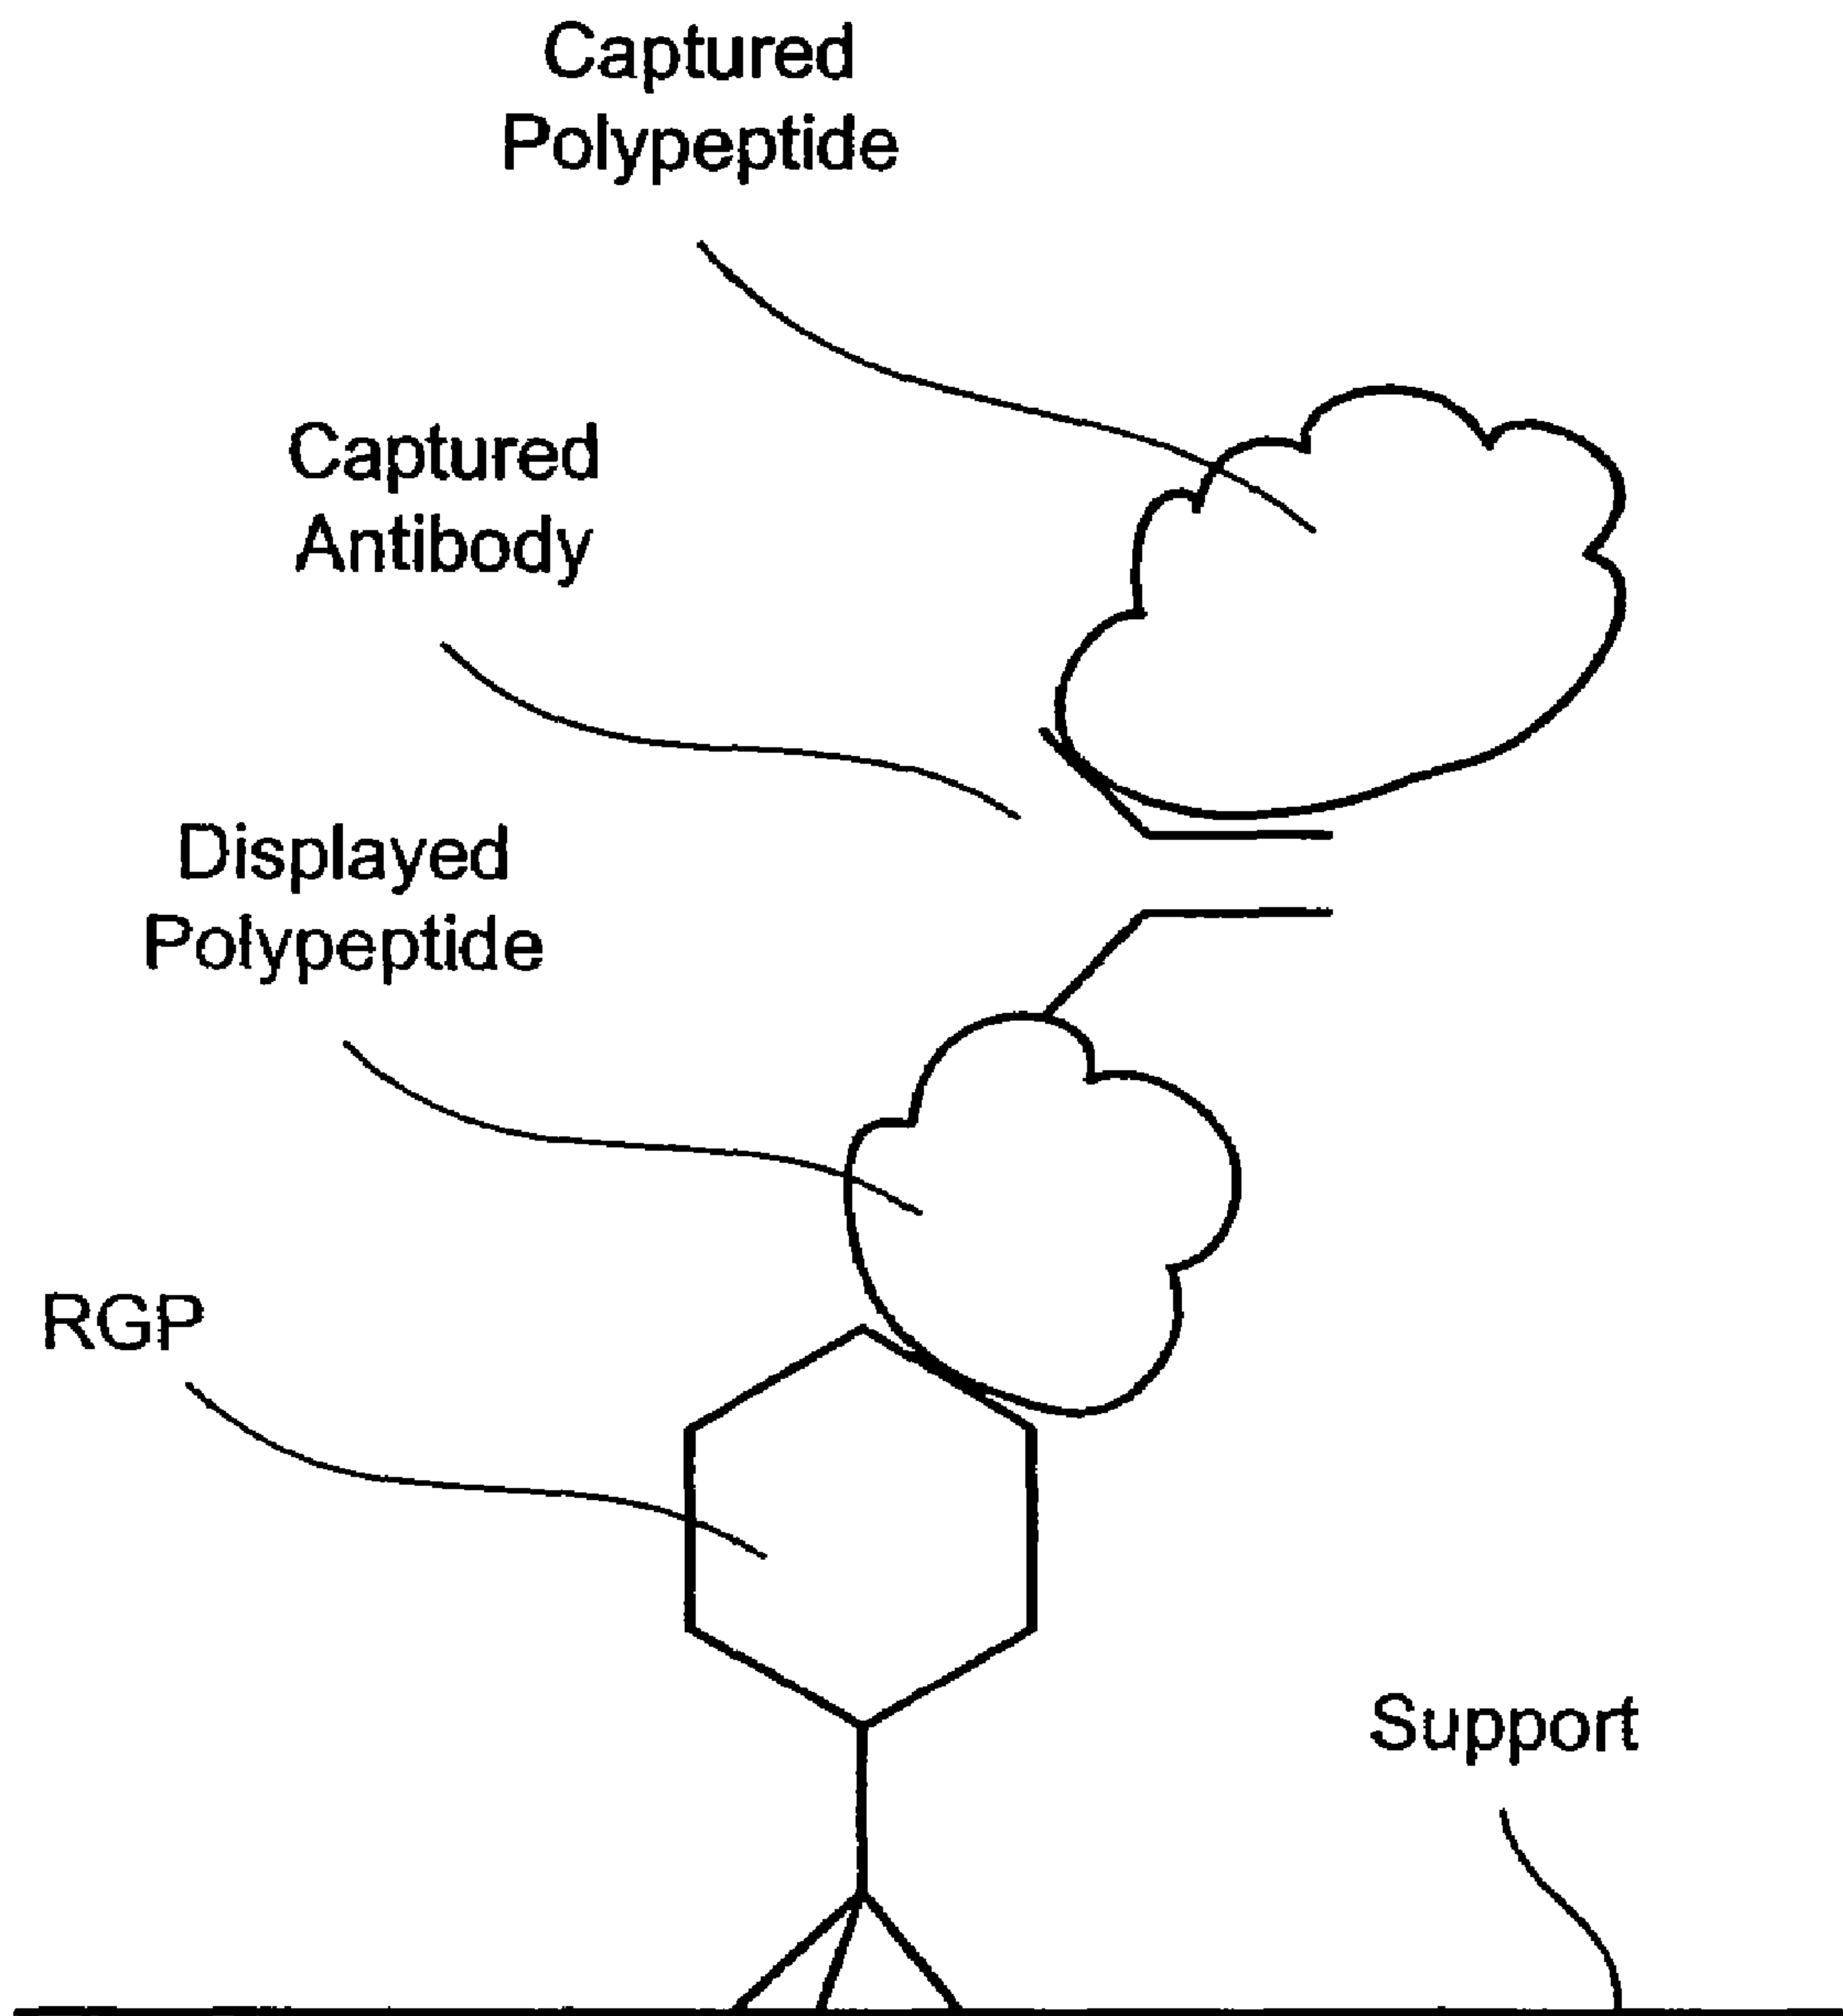 Captured
Polypeptide
Captured
Antibody
Displayed
Polypeptide
RGP
Support